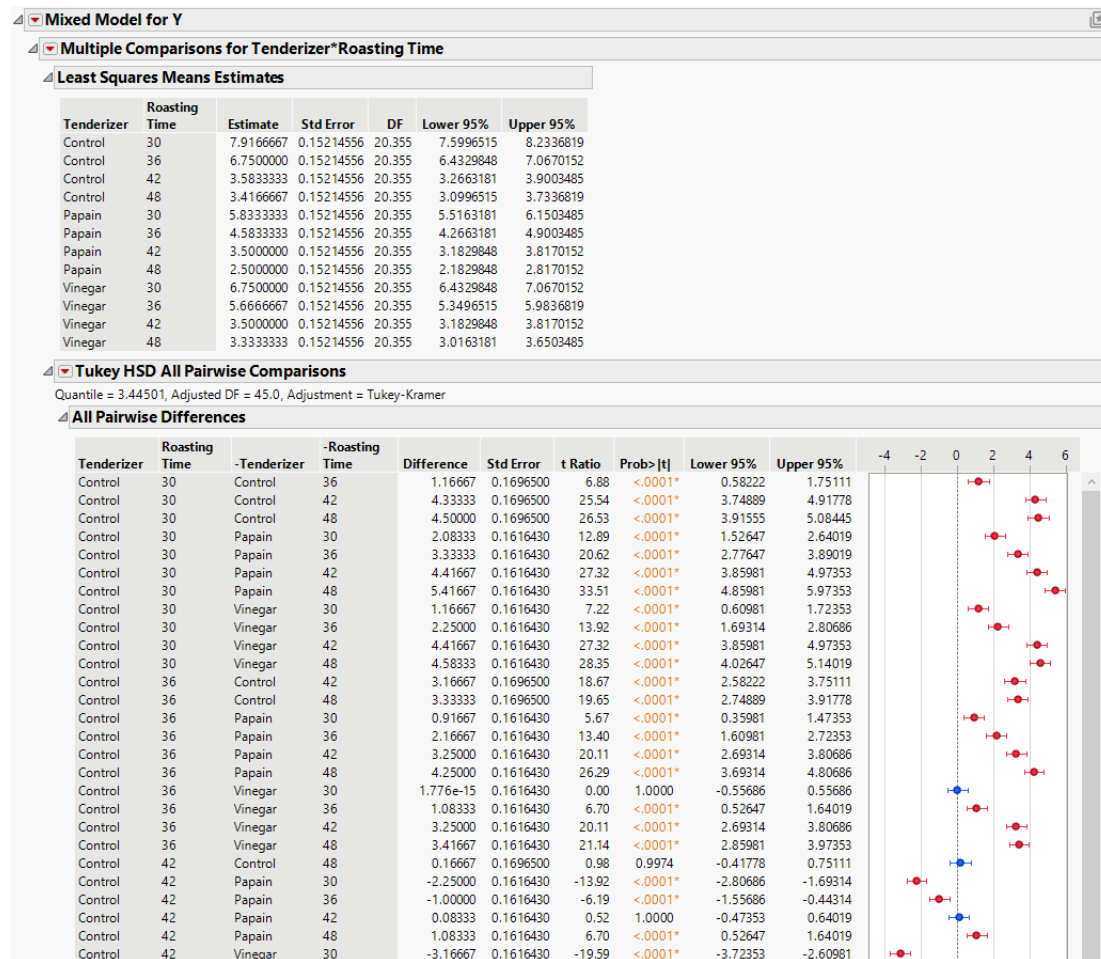 Mixed Model for Y
Multiple Comparisons for Tenderizer*Roasting Time
Least Squares Means Estimates
Tenderizer Roasting Time Estimate Std Error DF Lower 95% Upper 95%
Control 30 7.9166667 0.15214556 20.355 7.5996515 8.2336819
Control 36 6.7500000 0.15214556 20.355 6.4329848 7.0670152
Control 42 3.5833333 0.15214556 20.355 3.2663181 3.9003485
Control 48 3.4166667 0.15214556 20.355 3.0996515 3.7336819
Papain 30 5.8333333 0.15214556 20.355 5.5163181 6.1503485
Papain 36 4.5833333 0.15214556 20.355 4.2663181 4.9003485
Papain 42 3.5000000 0.15214556 20.355 3.1829848 3.8170152
Papain 48 2.5000000 0.15214556 20.355 2.1829848 2.8170152
Vinegar 30 6.7500000 0.15214556 20.355 6.4329848 7.0670152
Vinegar 36 5.6666667 0.15214556 20.355 5.3496515 5.9836819
Vinegar 42 3.5000000 0.15214556 20.355 3.1829848 3.8170152
Vinegar 48 3.3333333 0.15214556 20.355 3.0163181 3.6503485
Tukey HSD All Pairwise Comparisons
Quantile = 3.44501, Adjusted DF = 45.0, Adjustment = Tukey-Kramer
All Pairwise Differences
Tenderizer Roasting Time -Tenderizer -Roasting Time Difference Std Error t Ratio Prob>|t| Lower 95% Upper 95% -4 -2 0 2 4 6
Control 30 Control 36 1.16667 0.1696500 6.88 <.0001* 0.58222 1.75111
Control 30 Control 42 4.33333 0.1696500 25.54 <.0001* 3.74889 4.91778
Control 30 Control 48 4.50000 0.1696500 26.53 <.0001* 3.91555 5.08445
Control 30 Papain 30 2.08333 0.1616430 12.89 <.0001* 1.52647 2.64019
Control 30 Papain 36 3.33333 0.1616430 20.62 <.0001* 2.77647 3.89019
Control 30 Papain 42 4.41667 0.1616430 27.32 <.0001* 3.85981 4.97353
Control 30 Papain 48 5.41667 0.1616430 33.51 <.0001* 4.85981 5.97353
Control 30 Vinegar 30 1.16667 0.1616430 7.22 <.0001* 0.60981 1.72353
Control 30 Vinegar 36 2.25000 0.1616430 13.92 <.0001* 1.69314 2.80686
Control 30 Vinegar 42 4.41667 0.1616430 27.32 <.0001* 3.85981 4.97353
Control 30 Vinegar 48 4.58333 0.1616430 28.35 <.0001* 4.02647 5.14019
Control 36 Control 42 3.16667 0.1696500 18.67 <.0001* 2.58222 3.75111
Control 36 Control 48 3.33333 0.1696500 19.65 <.0001* 2.74889 3.91778
Control 36 Papain 30 0.91667 0.1616430 5.67 <.0001* 0.35981 1.47353
Control 36 Papain 36 2.16667 0.1616430 13.40 <.0001* 1.60981 2.72353
Control 36 Papain 42 3.25000 0.1616430 20.11 <.0001* 2.69314 3.80686
Control 36 Papain 48 4.25000 0.1616430 26.29 <.0001* 3.69314 4.80686
Control 36 Vinegar 30 1.776e-15 0.1616430 0.00 1.0000 -0.55686 0.55686
Control 36 Vinegar 36 1.08333 0.1616430 6.70 <.0001* 0.52647 1.64019
Control 36 Vinegar 42 3.25000 0.1616430 20.11 <.0001* 2.69314 3.80686
Control 36 Vinegar 48 3.41667 0.1616430 21.14 <.0001* 2.85981 3.97353
Control 42 Control 48 0.16667 0.1696500 0.98 0.9974 -0.41778 0.75111
Control 42 Papain 30 -2.25000 0.1616430 -13.92 <.0001* -2.80686 -1.69314
Control 42 Papain 36 -1.00000 0.1616430 -6.19 <.0001* -1.55686 -0.44314
Control 42 Papain 42 0.08333 0.1616430 0.52 1.0000 -0.47353 0.64019
Control 42 Papain 48 1.08333 0.1616430 6.70 <.0001* 0.52647 1.64019
Control 42 Vinegar 30 -3.16667 0.1616430 -19.59 <.0001* -3.72353 -2.60981